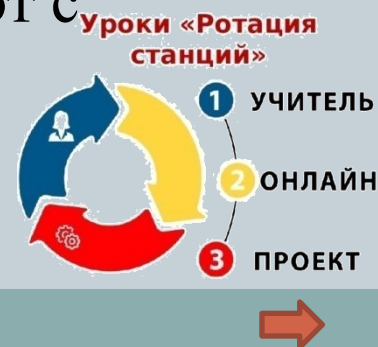 с
Уроки «Ротация
станций»
1 УЧИТЕЛЬ
2 ОНЛАЙН
3 ПРОЕКТ